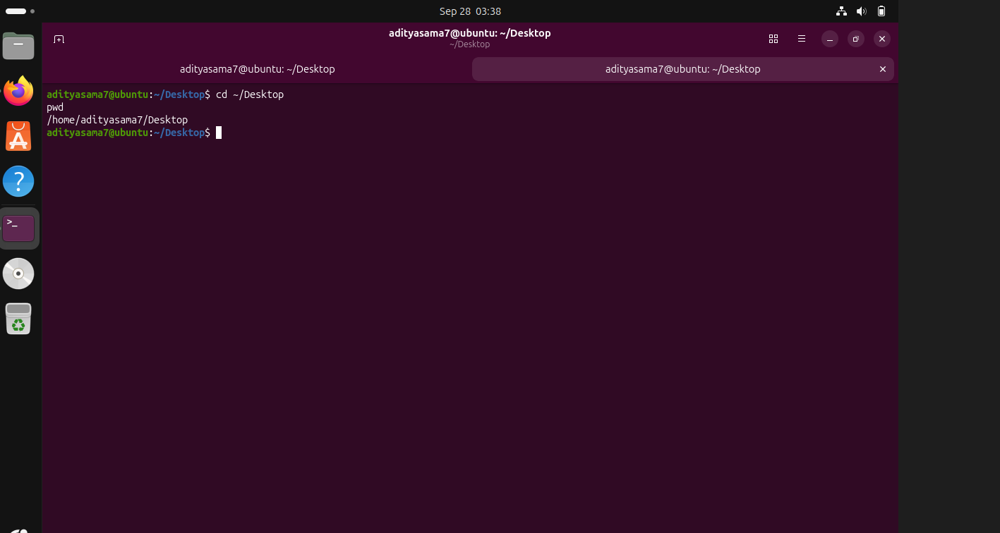 Sep 28 03:38
adityasama7@ubuntu: ~/Desktop
~/Desktop
adityasama7@ubuntu: ~/Desktop
adityasama7@ubuntu: ~/Desktop
adityasama7@ubuntu:~/Desktop$ cd ~/Desktop
pwd
/home/adityasama7/Desktop
adityasama7@ubuntu:~/Desktop$